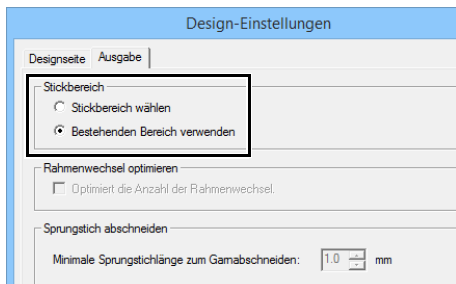 Design-Einstellungen
Designseite Ausgabe
Stickbereich
Stickbereich wählen
Bestehenden Bereich verwenden
Rahmenwechsel optimieren
Optimiert die Anzahl der Rahmenwechsel.
Sprungstich abschneiden
Minimale Sprungstichlänge zum Garnabschneiden: 1.0 mm